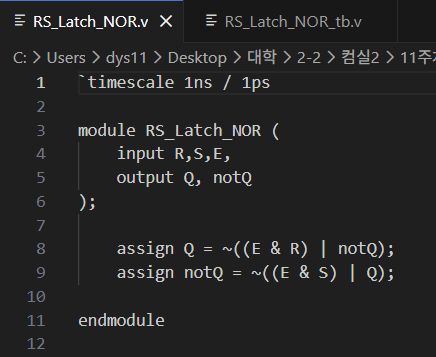 RS_Latch_NOR.v RS_Latch_NOR_tb.v
C: > Users > dys11 > Desktop > 대학 > 2-2 > 컴실2 > 11주
1 `timescale 1ns / 1ps
2
3 module RS_Latch_NOR (
4 input R,S,E,
5 output Q, notQ
6 );
7
8 assign Q = ~((E & R) | notQ);
9 assign notQ = ~((E & S) | Q);
10
11 endmodule
12